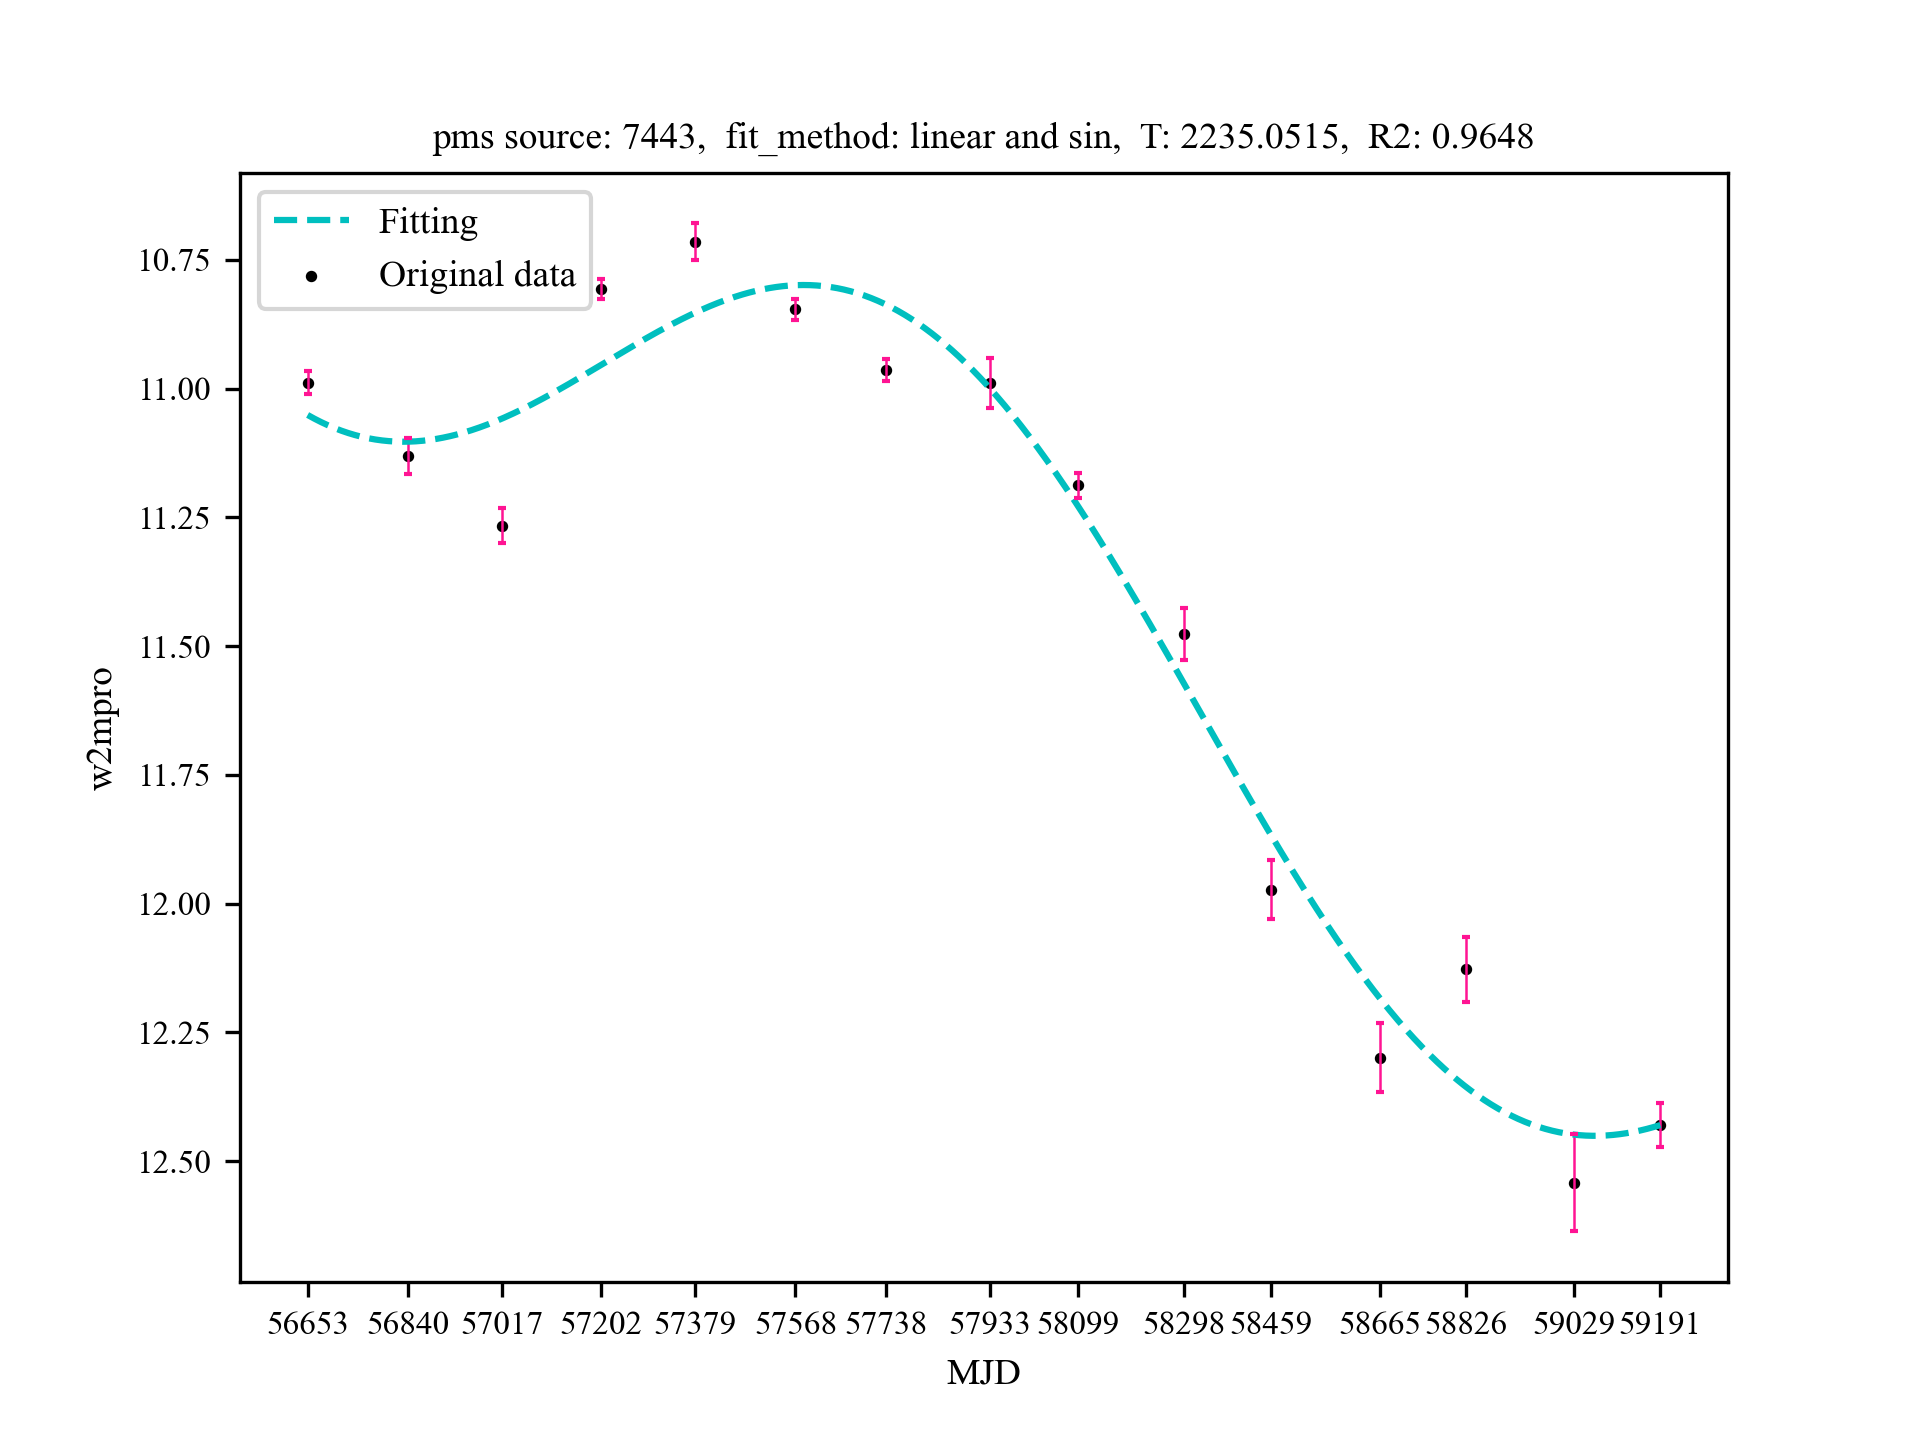 pms source: 7443, fit_method: linear and sin, T: 2235.0515, R2: 0.9648
Fitting
Original data
10.75
11.00
11.25
11.50
11.75
12.00
12.25
12.50
w2mpro
56653 56840 57017 57202 57379 57568 57738 57933 58099 58298 58459 58665 58826 59029 59191
MJD